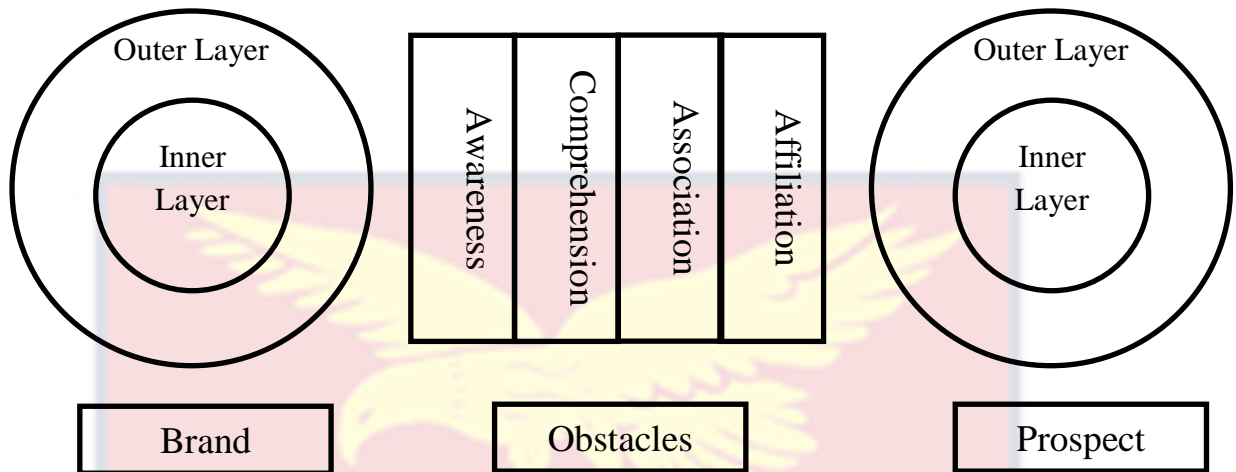 Outer Layer
Inner
Layer
Awareness
Comprehension
Association
Affiliation
Outer Layer
Inner
Layer
Brand
Obstacles
Prospect